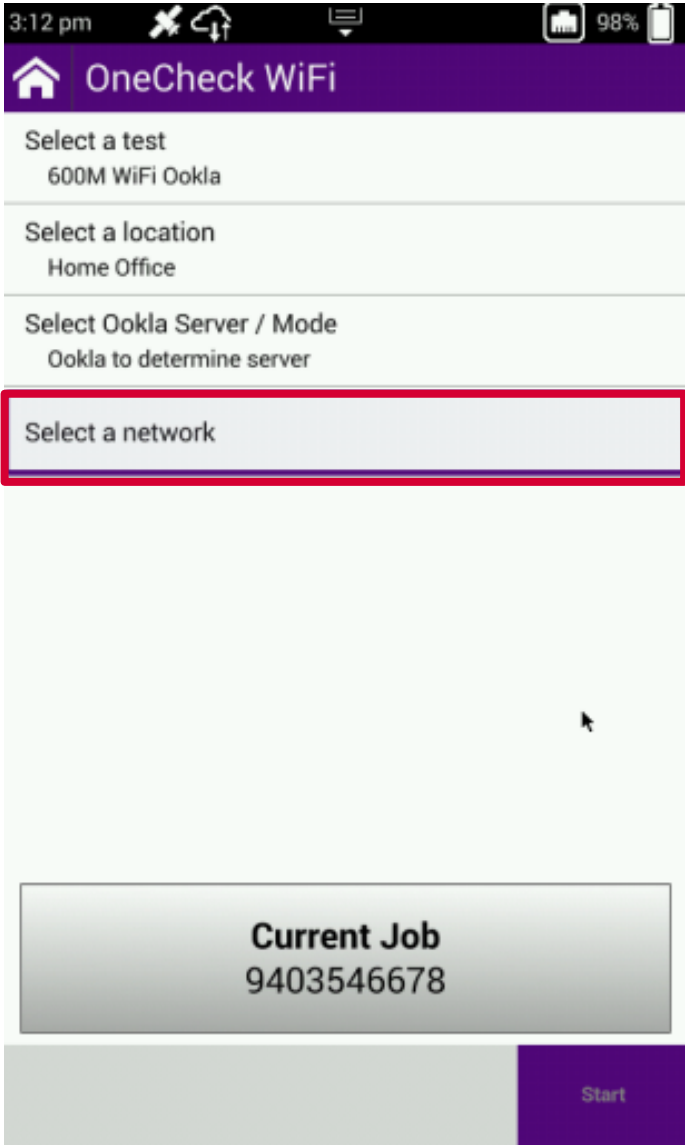 3:12 pm 98%
OneCheck WiFi
Select a test
600M WiFi Ookla
Select a location
Home Office
Select Ookla Server / Mode
Ookla to determine server
Select a network
Current Job
9403546678
Start